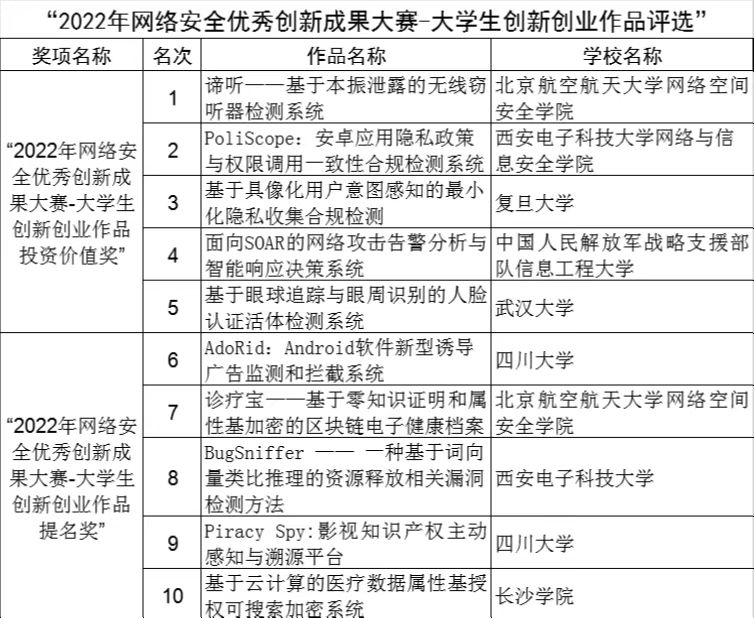 “2022年网络安全优秀创新成果大赛-大学生创新创业作品评选”
奖项名称 名次 作品名称 学校名称
“2022年网络安
全优秀创新成
果大赛-大学生
创新创业作品
投资价值奖”
1
谛听——基于本振泄露的无线窃
听器检测系统
北京航空航天大学网络空间
安全学院
2
PoliScope：安卓应用隐私政策
与权限调用一致性合规检测系统
西安电子科技大学网络与信
息安全学院
3
基于具像化用户意图感知的最小
化隐私收集合规检测
复旦大学
4
面向SOAR的网络攻击告警分析与
智能响应决策系统
中国人民解放军战略支援部
队信息工程大学
5
基于眼球追踪与眼周识别的人脸
认证活体检测系统
武汉大学
“2022年网络安
全优秀创新成
果大赛-大学生
创新创业作品
提名奖”
6
AdoRid：Android软件新型诱导
广告监测和拦截系统
四川大学
7
诊疗宝——基于零知识证明和属
性基加密的区块链电子健康档案
北京航空航天大学网络空间
安全学院
8
BugSniffer —— 一种基于词向
量类比推理的资源释放相关漏洞
检测方法
西安电子科技大学
9
Piracy Spy:影视知识产权主动
感知与溯源平台
四川大学
10
基于云计算的医疗数据属性基授
权可搜索加密系统
长沙学院